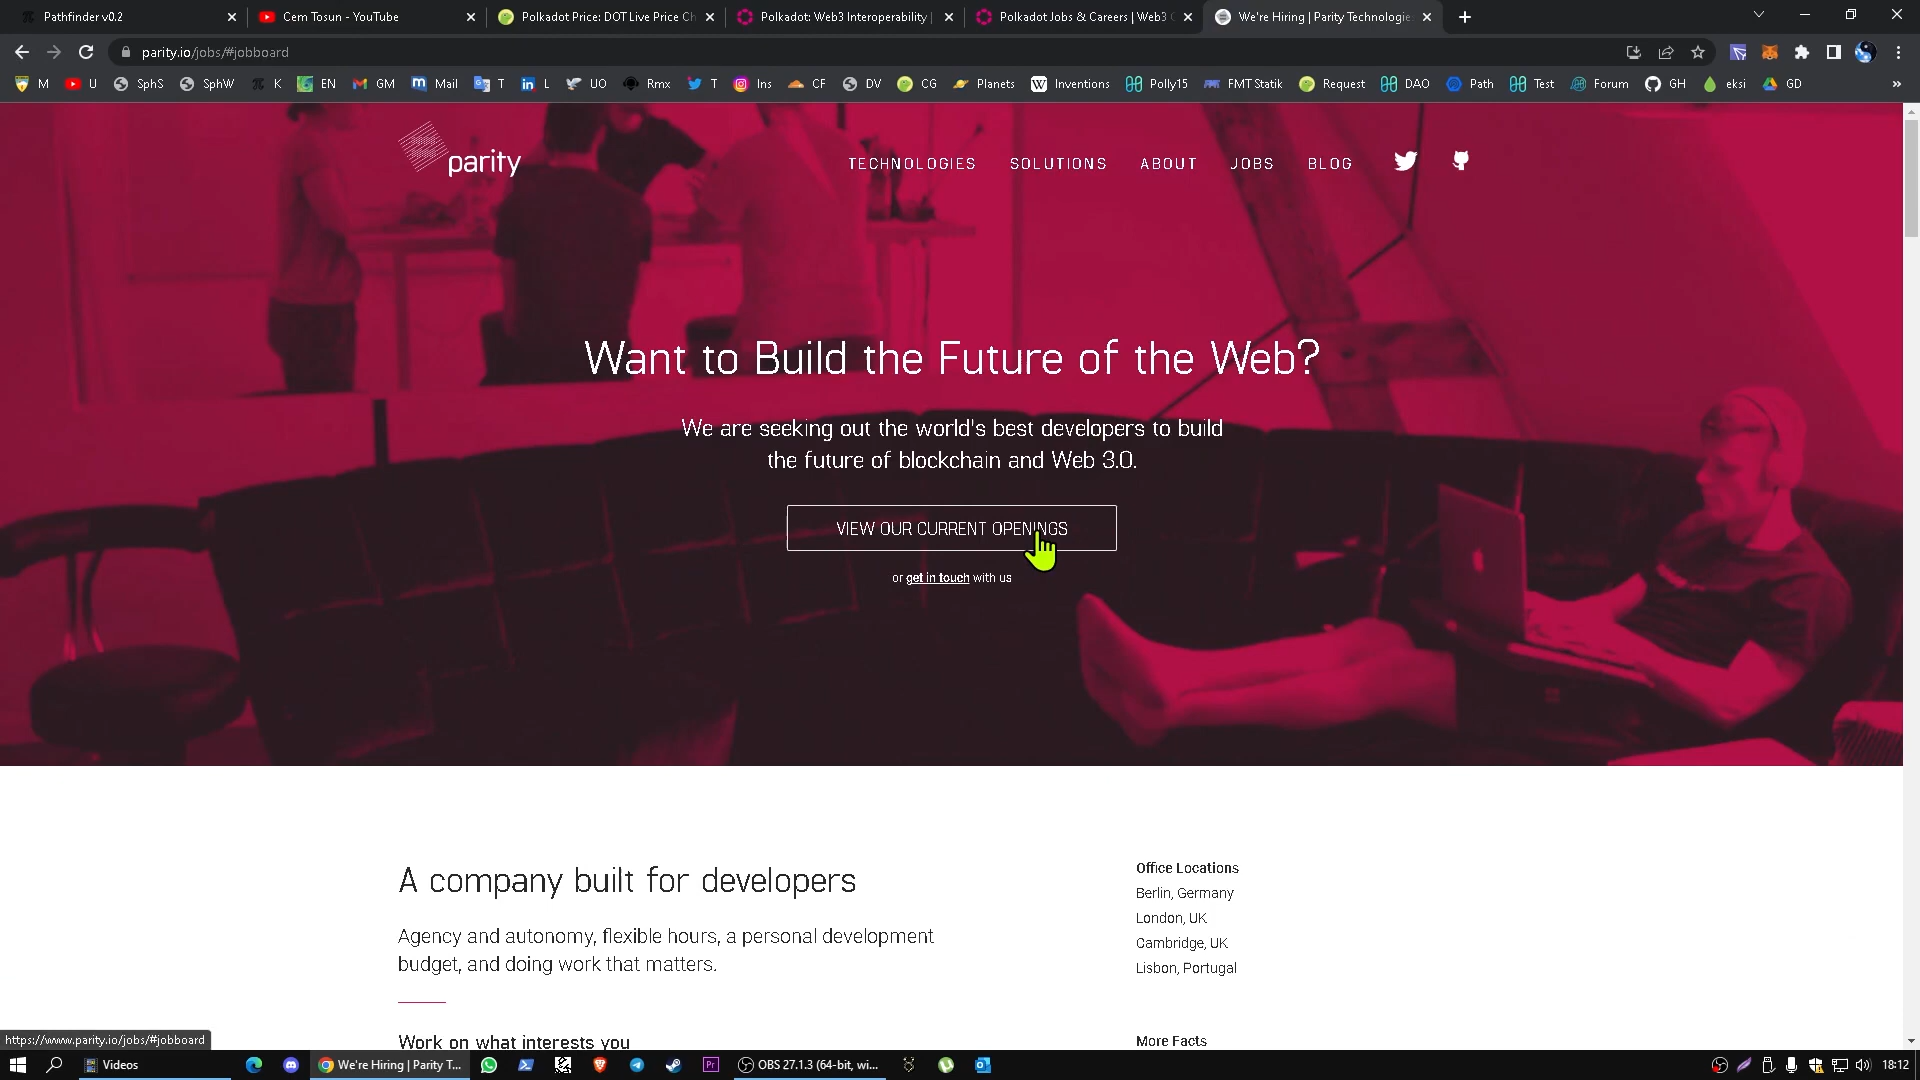 Pathfinder v0.2
Cem Tosun - YouTube
Polkadot Price: DOT Live Price Ch
Polkadot: Web3 Interoperability |
Polkadot Jobs & Careers | Web3 C
We're Hiring | Parity Technologie
parity.io/jobs/#jobboard
M U SphS SphW K EN GM Mail T L UO Rmx T Ins CF DV CG Planets Inventions Polly15 FMT Statik Request DAO Path Test Forum GH eksi GD »
parity
TECHNOLOGIES SOLUTIONS ABOUT JOBS BLOG
Want to Build the Future of the Web?
We are seeking out the world's best developers to build
the future of blockchain and Web 3.0.
VIEW OUR CURRENT OPENINGS
or get in touch with us
A company built for developers
Agency and autonomy, flexible hours, a personal development
budget, and doing work that matters.
Work on what interests you
Office Locations
Berlin, Germany
London, UK
Cambridge, UK
Lisbon, Portugal
More Facts
https://www.parity.io/jobs/#jobboard
Videos
We're Hiring | Parity T...
Pr
OBS 27.1.3 (64-bit, wi...
18:12